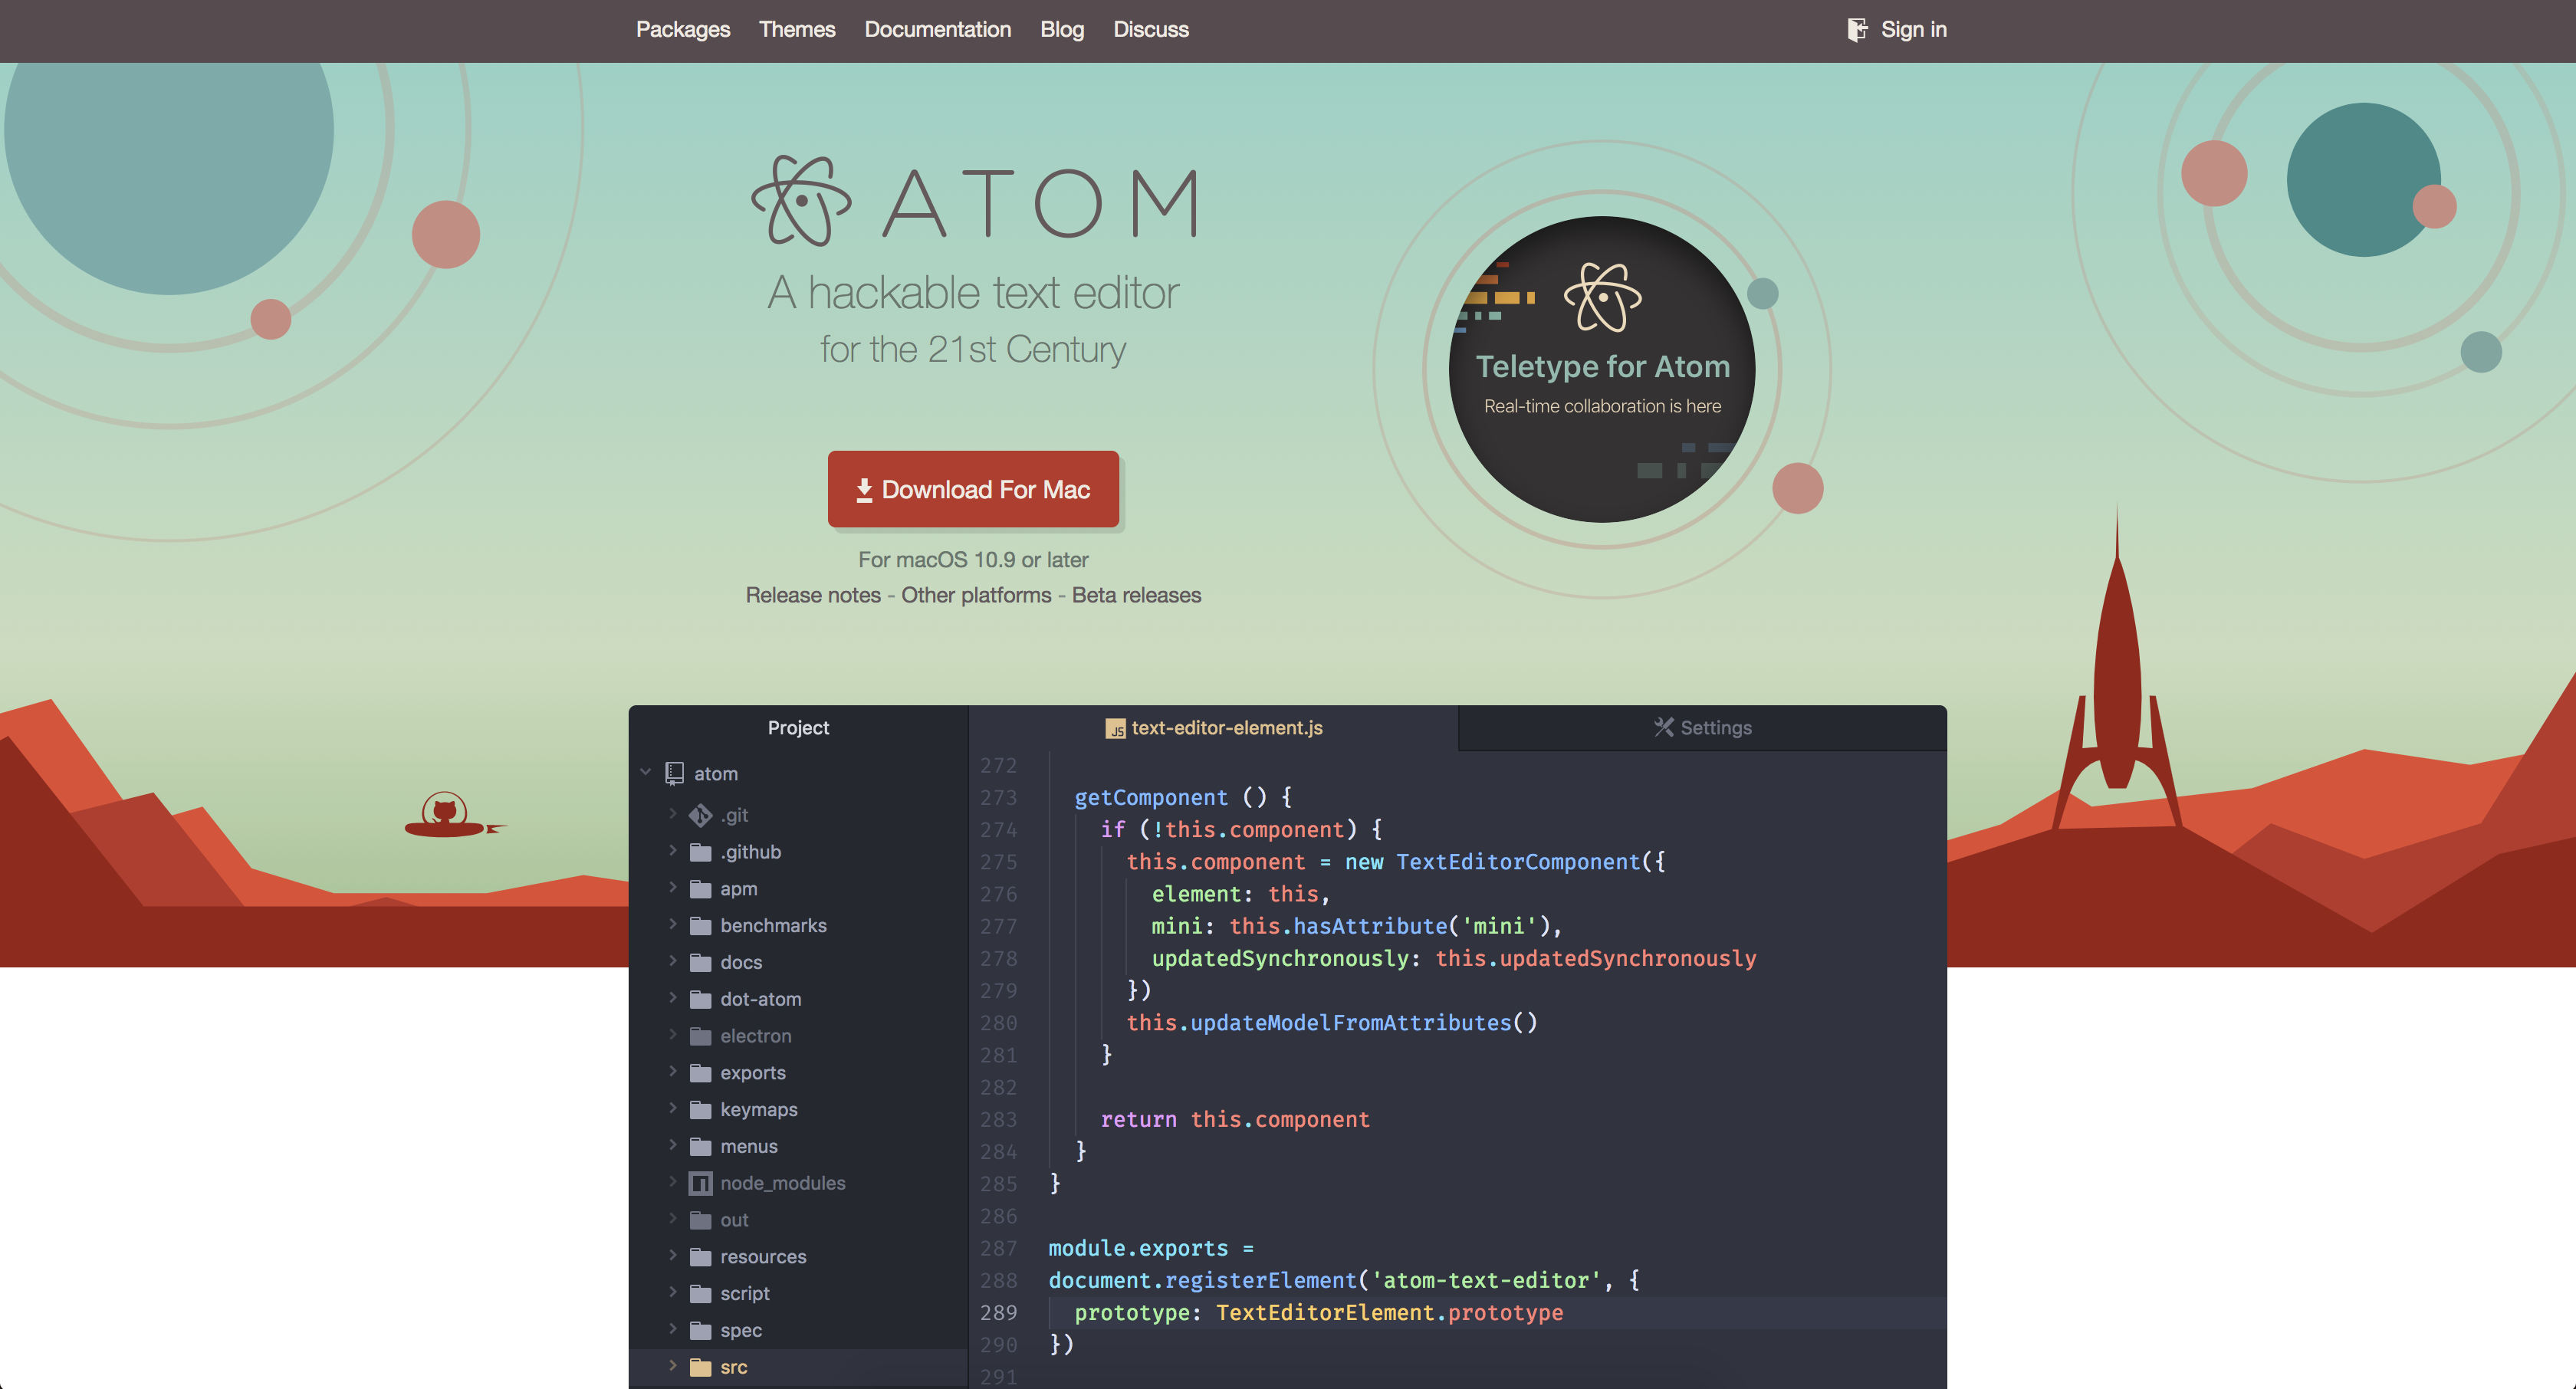 Packages Themes Documentation Blog Discuss Sign in
ATOM
A hackable text editor
for the 21st Century
Download For Mac
For macOS 10.9 or later
Release notes - Other platforms - Beta releases
Teletype for Atom
Real-time collaboration is here
Project
atom
.git
.github
apm
benchmarks
docs
dot-atom
electron
exports
keymaps
menus
node_modules
out
resources
script
spec
src
JS text-editor-element.js
Settings
272
273 getComponent () {
274 if (!this.component) {
275 this.component = new TextEditorComponent({
276 element: this,
277 mini: this.hasAttribute('mini'),
278 updatedSynchronously: this.updatedSynchronously
279 })
280 this.updateModelFromAttributes()
281 }
282
283 return this.component
284 }
285 }
286
287 module.exports =
288 document.registerElement('atom-text-editor', {
289 prototype: TextEditorElement.prototype
290 })
291